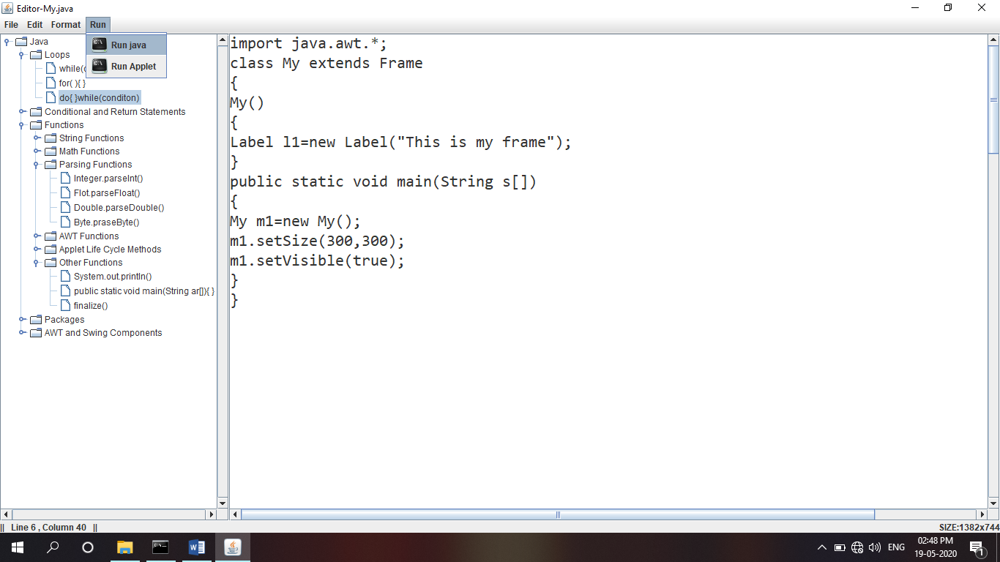 Editor-My.java
File Edit Format Run
Run java
Run Applet
Java
Loops
while(c
for( ){ }
do{ }while(conditon)
Conditional and Return Statements
Functions
String Functions
Math Functions
Parsing Functions
Integer.parseInt()
Flot.parseFloat()
Double.parseDouble()
Byte.praseByte()
AWT Functions
Applet Life Cycle Methods
Other Functions
System.out.println()
public static void main(String ar[]){ }
finalize()
Packages
AWT and Swing Components
import java.awt.*;
class My extends Frame
{
My()
{
Label l1=new Label("This is my frame");
}
public static void main(String s[])
{
My m1=new My();
m1.setSize(300,300);
m1.setVisible(true);
}
}
|| Line 6 , Column 40 ||
SIZE:1382x744
ENG
02:48 PM
19-05-2020
1